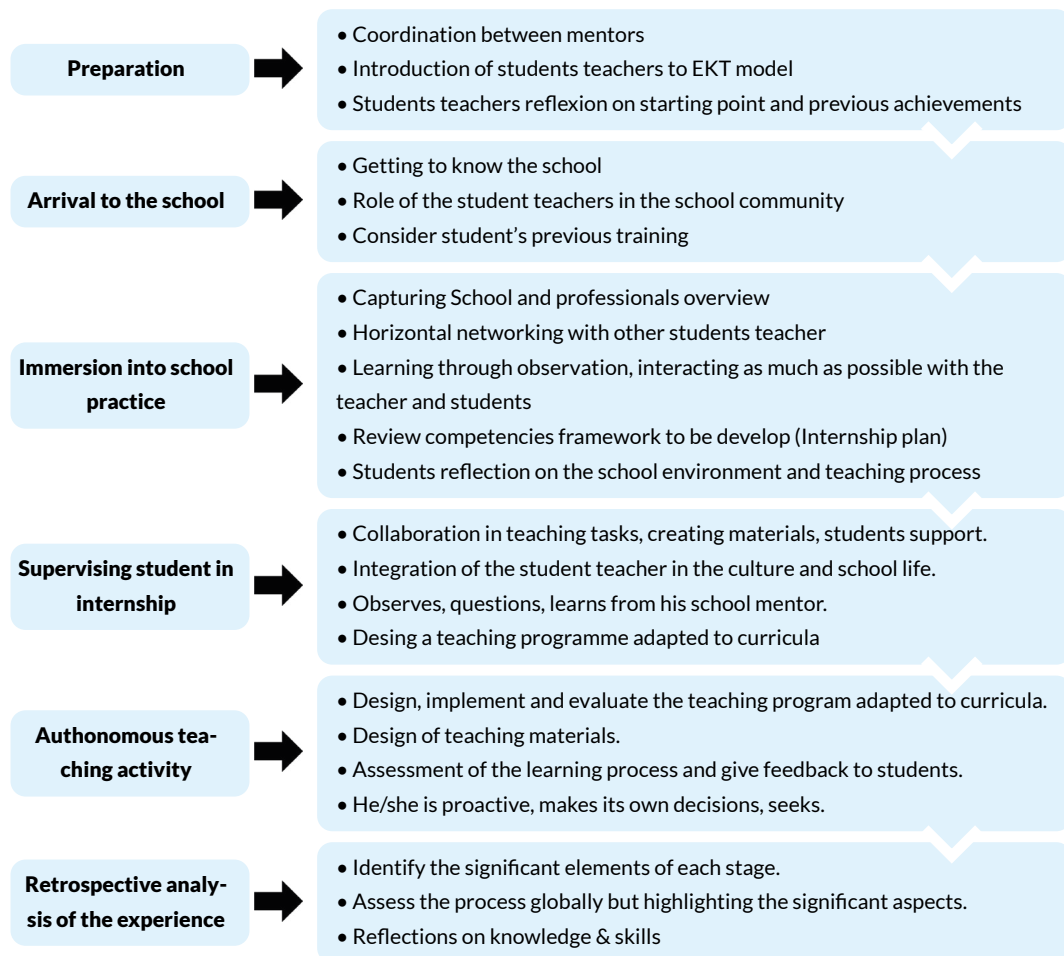 Preparation
• Coordination between mentors
• Introduction of students teachers to EKT model
• Students teachers reflexion on starting point and previous achievements
Arrival to the school
• Getting to know the school
• Role of the student teachers in the school community
• Consider student's previous training
Immersion into school
practice
• Capturing School and professionals overview
• Horizontal networking with other students teacher
• Learning through observation, interacting as much as possible with the
teacher and students
• Review competencies framework to be develop (Internship plan)
• Students reflection on the school environment and teaching process
Supervising student in
internship
• Collaboration in teaching tasks, creating materials, students support.
• Integration of the student teacher in the culture and school life.
• Observes, questions, learns from his school mentor.
• Desing a teaching programme adapted to curricula
Authonomous tea-
ching activity
• Design, implement and evaluate the teaching program adapted to curricula.
• Design of teaching materials.
• Assessment of the learning process and give feedback to students.
• He/she is proactive, makes its own decisions, seeks.
Retrospective analy-
sis of the experience
• Identify the significant elements of each stage.
• Assess the process globally but highlighting the significant aspects.
• Reflections on knowledge & skills